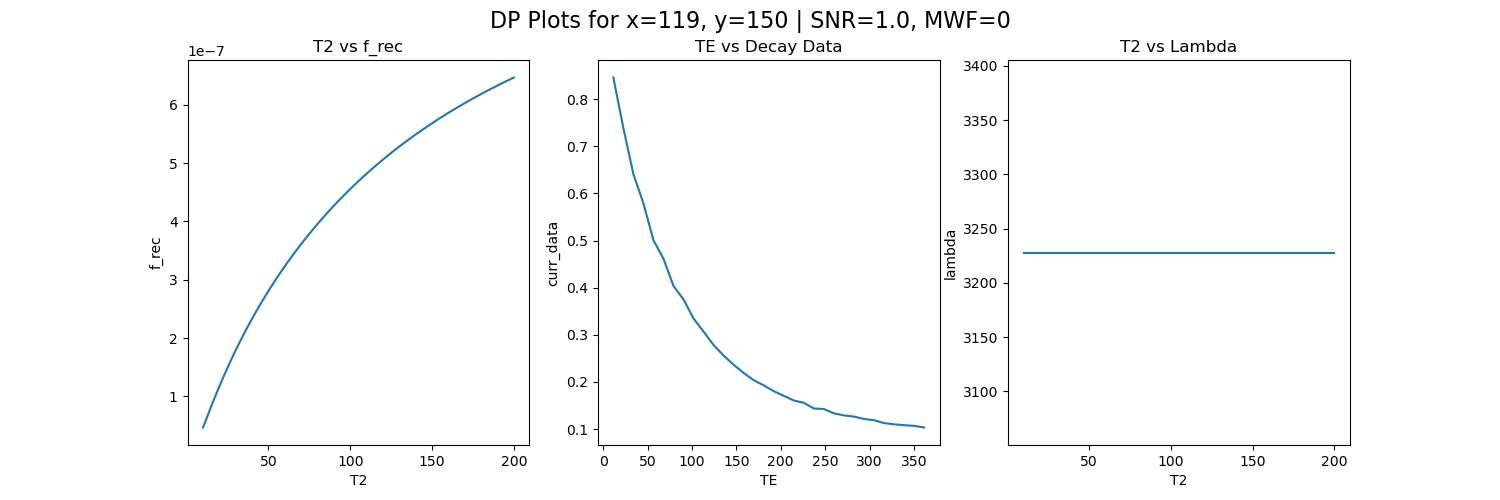 DP Plots for x=119, y=150 | SNR=1.0, MWF=0
T2 vs f_rec
1e−7
6
5
4
3
2
1
f_rec
50 100 150 200
T2
TE vs Decay Data
0.8
0.7
0.6
0.5
0.4
0.3
0.2
0.1
curr_data
0 50 100 150 200 250 300 350
TE
T2 vs Lambda
3400
3350
3300
3250
3200
3150
3100
lambda
50 100 150 200
T2